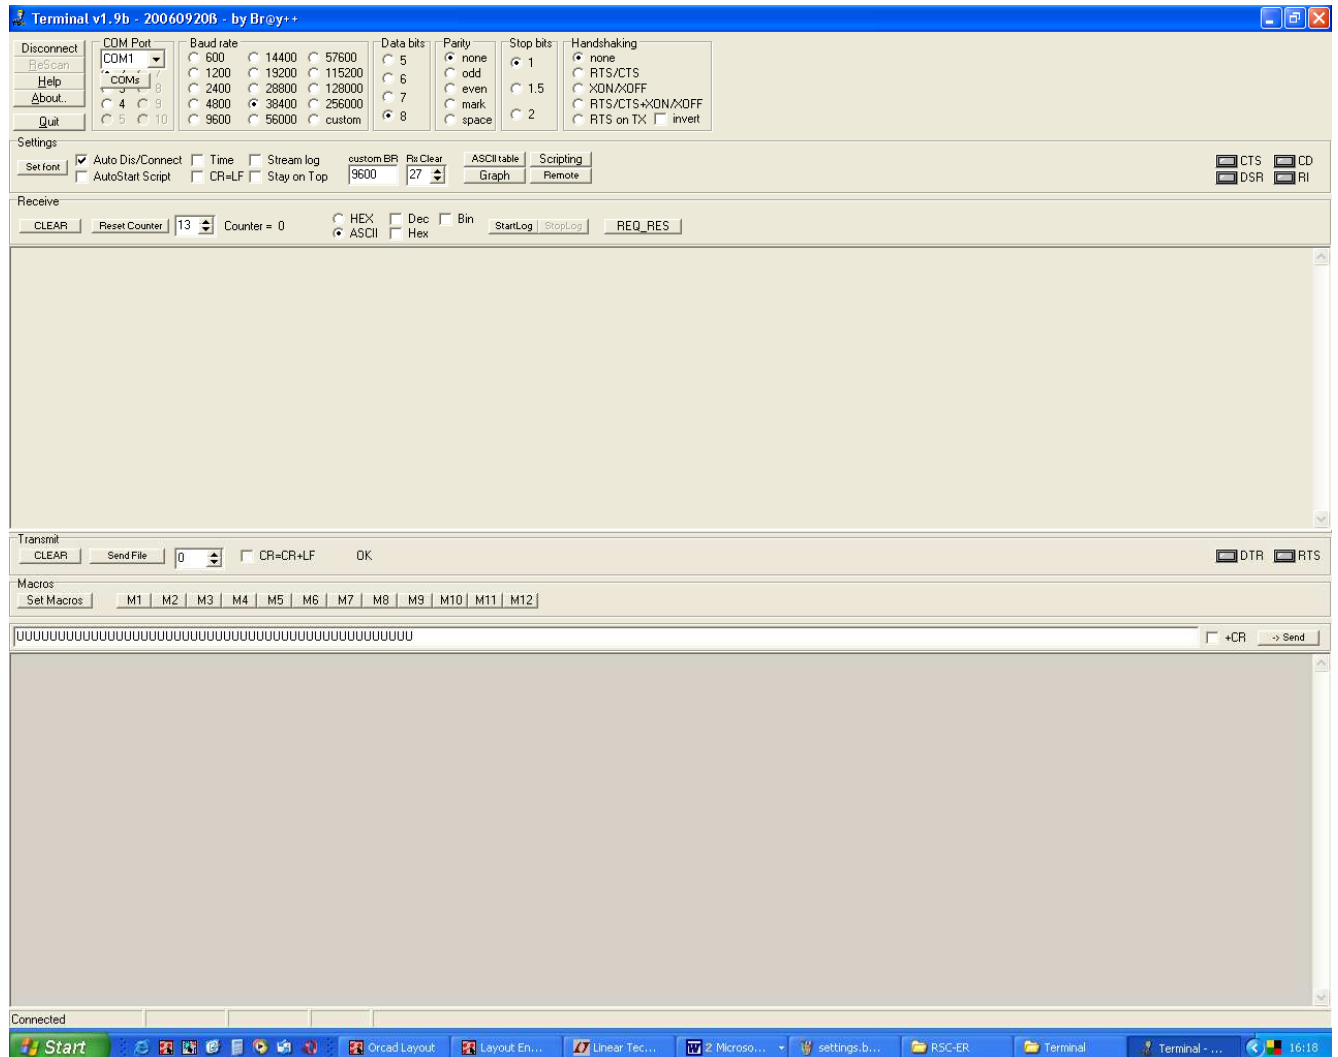 Terminal v1.9b - 20060920ß - by Br@y++
Disconnect
ReScan
Help
About..
Quit
COM Port
COM1
COMs
3 8
4 9
5 10
Baud rate
600 14400 57600
1200 19200 115200
2400 28800 128000
4800 38400 256000
9600 56000 custom
Data bits
5
6
7
8
Parity
none
odd
even
mark
space
Stop bits
1
1.5
2
Handshaking
none
RTS/CTS
XON/XOFF
RTS/CTS+XON/XOFF
RTS on TX invert
Settings
Set font
Auto Dis/Connect Time Stream log
AutoStart Script CR=LF Stay on Top
custom BR Rx Clear
9600 27
ASCII table Scripting
Graph Remote
CTS CD
DSR RI
Receive
CLEAR Reset Counter 13 Counter = 0
HEX Dec Bin
ASCII Hex
StartLog StopLog REQ_RES
Transmit
CLEAR Send File 0 CR=CR+LF OK
DTR RTS
Macros
Set Macros M1 M2 M3 M4 M5 M6 M7 M8 M9 M10 M11 M12
+CR -> Send
Connected
Start Orcad Layout Layout En... Linear Tec... 2 Microso... settings.b... RSC-ER Terminal Terminal - ... 16:18